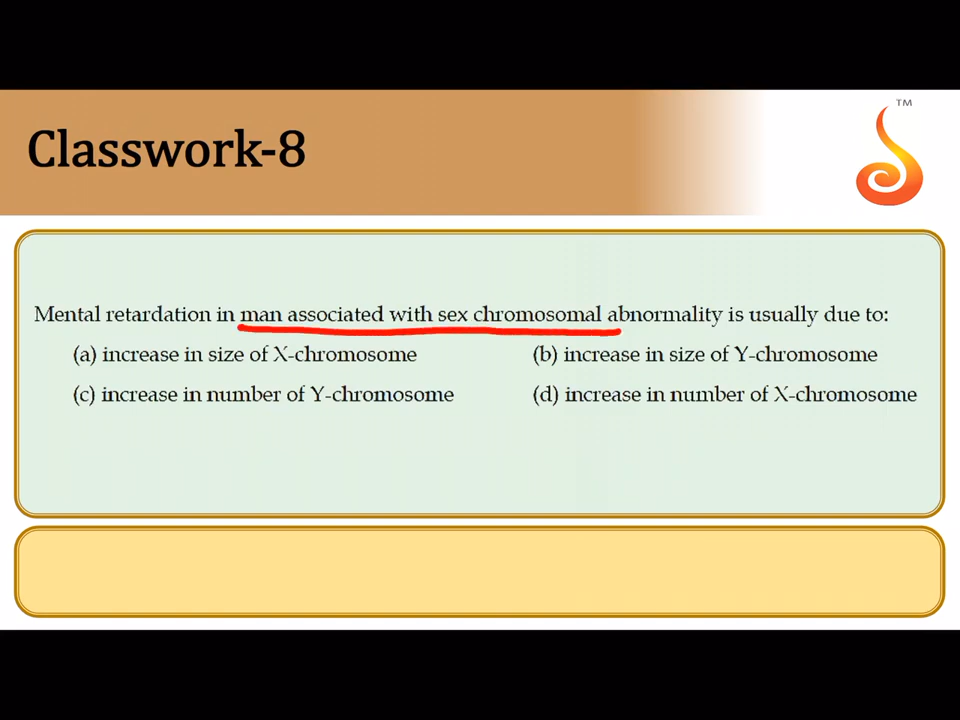 TM
Classwork-8
Mental retardation in man associated with sex chromosomal abnormality is usually due to:
(a) increase in size of X-chromosome (b) increase in size of Y-chromosome
(c) increase in number of Y-chromosome (d) increase in number of X-chromosome